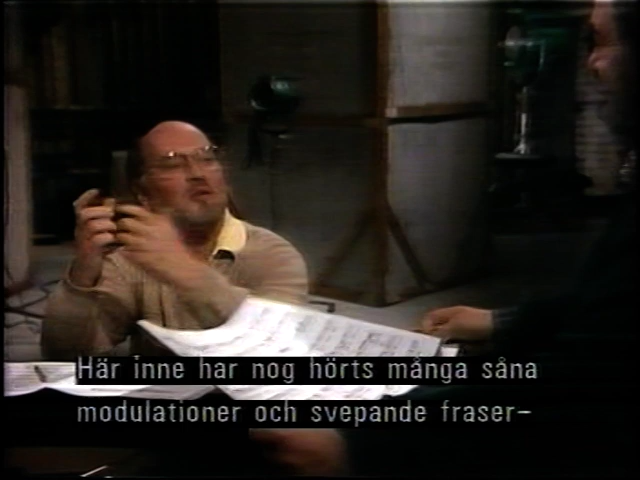 Här inne har nog hörts många såna
modulationer och svepande fraser–